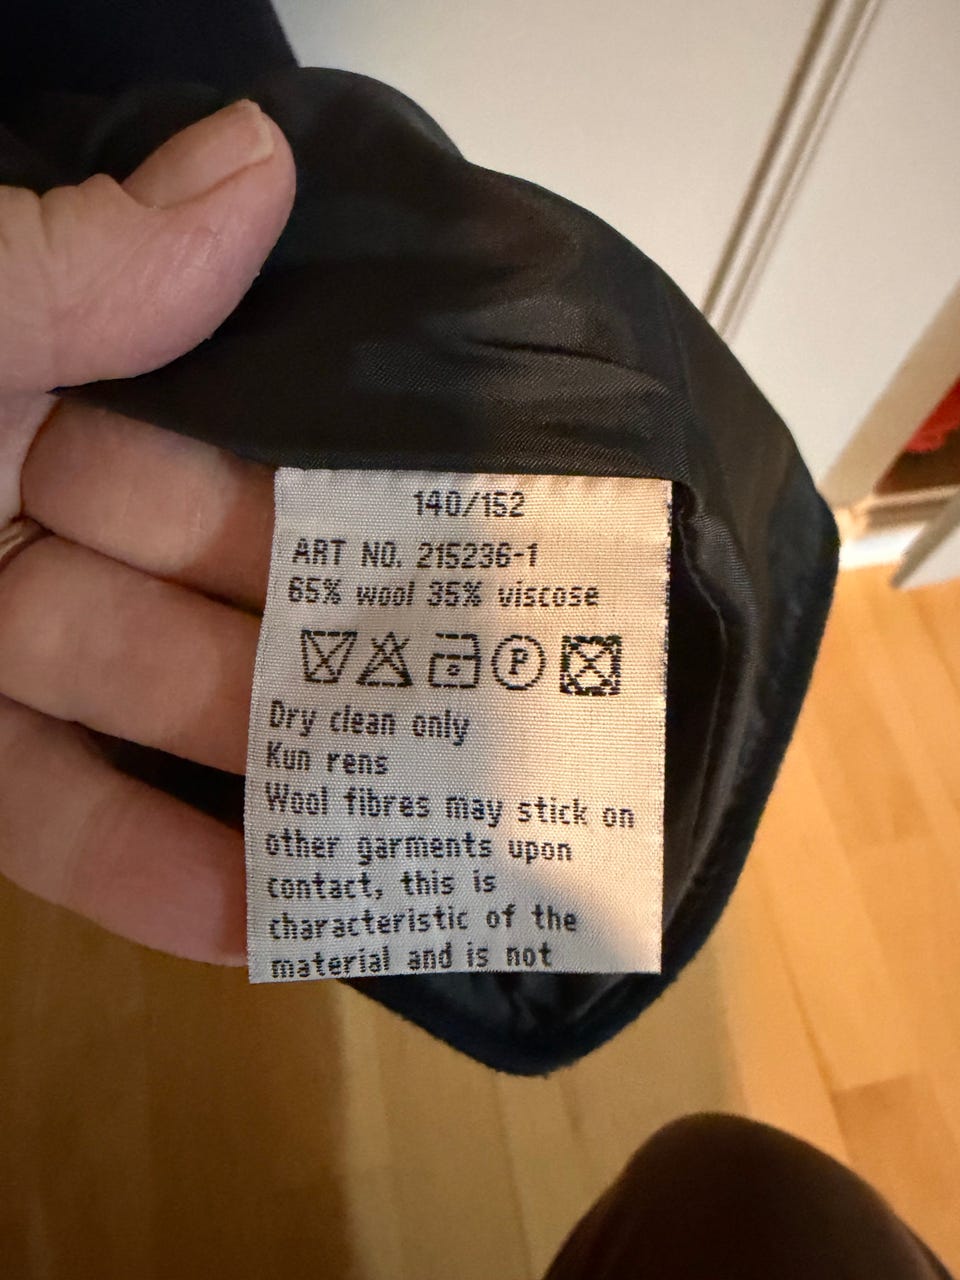 140/152
ART NO. 215236-1
65% wool 35% viscose
P
Dry clean only
Kun rens
Wool fibres may stick on
other garments upon
contact, this is
characteristic of the
material and is not